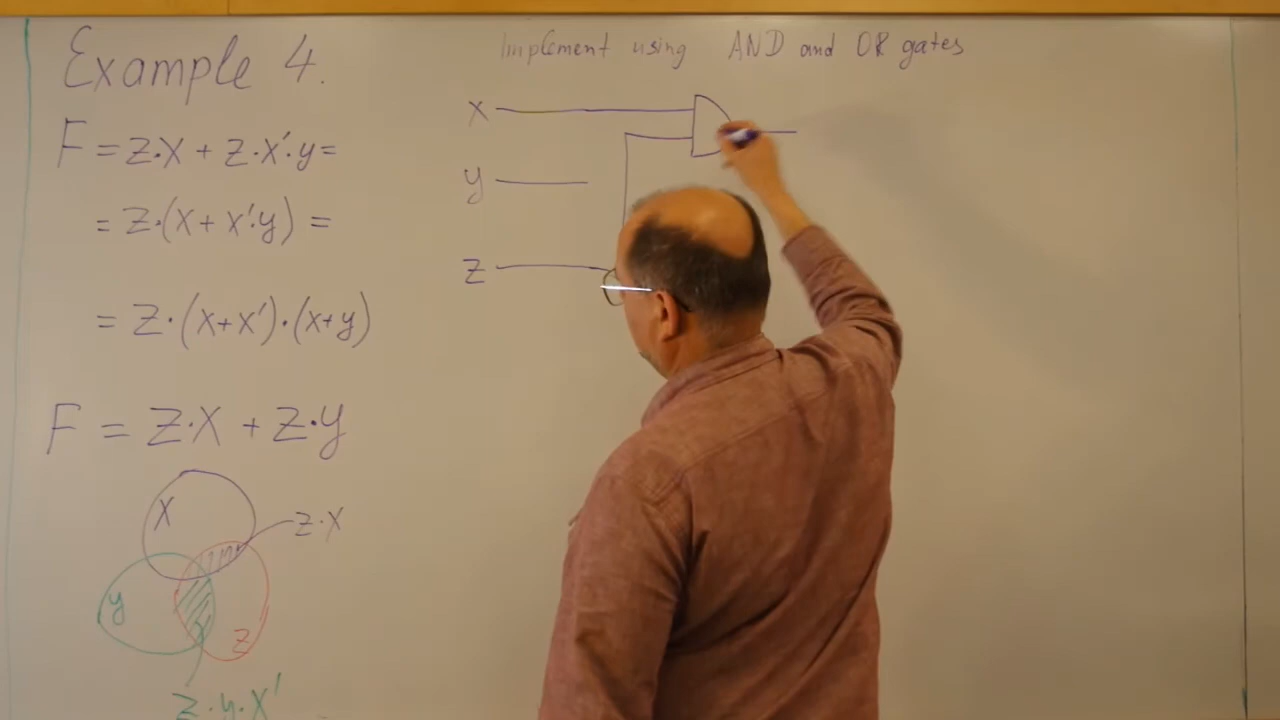 Example 4.
F = Z·X + Z·X'·y =
= Z·(X + X'·y) =
= Z·(X+X')·(X+y)
F = Z·X + Z·Y
X
Z·X
y
Z
Z·y·X'
Implement using AND and OR gates
X
y
Z